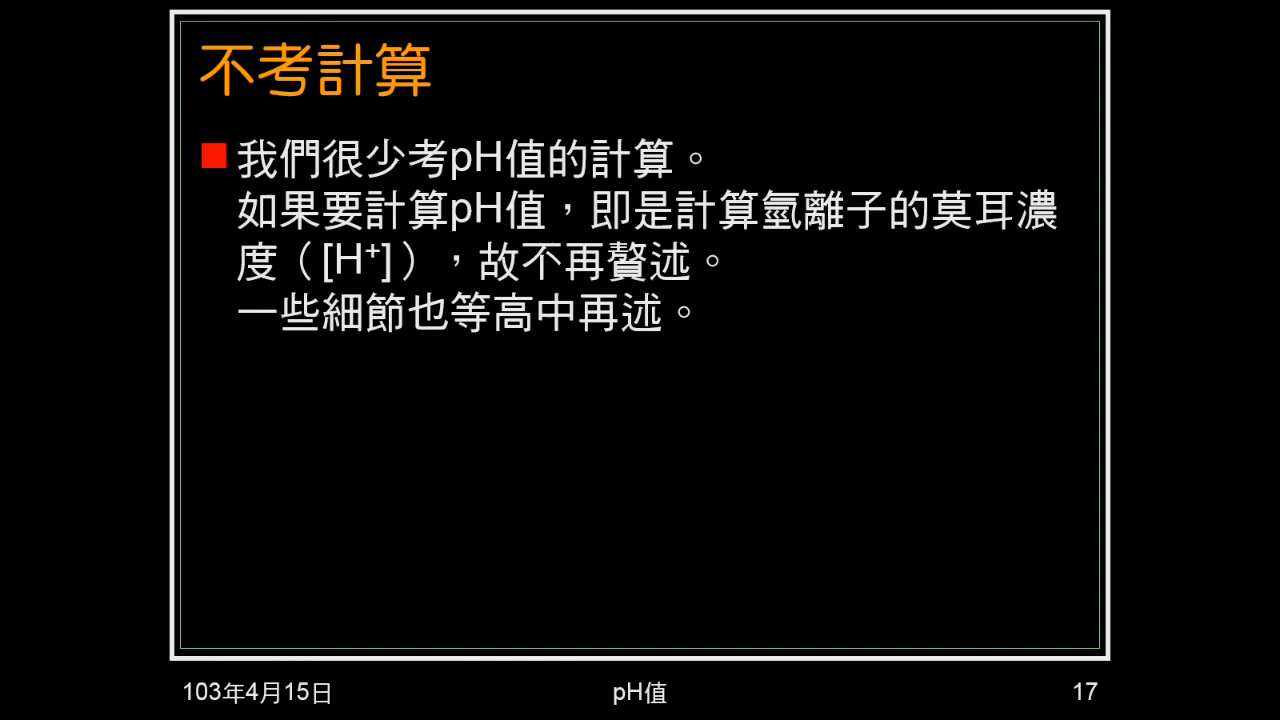 不考計算
我們很少考pH值的計算。
如果要計算pH值，即是計算氫離子的莫耳濃
度（[H⁺]），故不再贅述。
一些細節也等高中再述。
103年4月15日
pH值
17